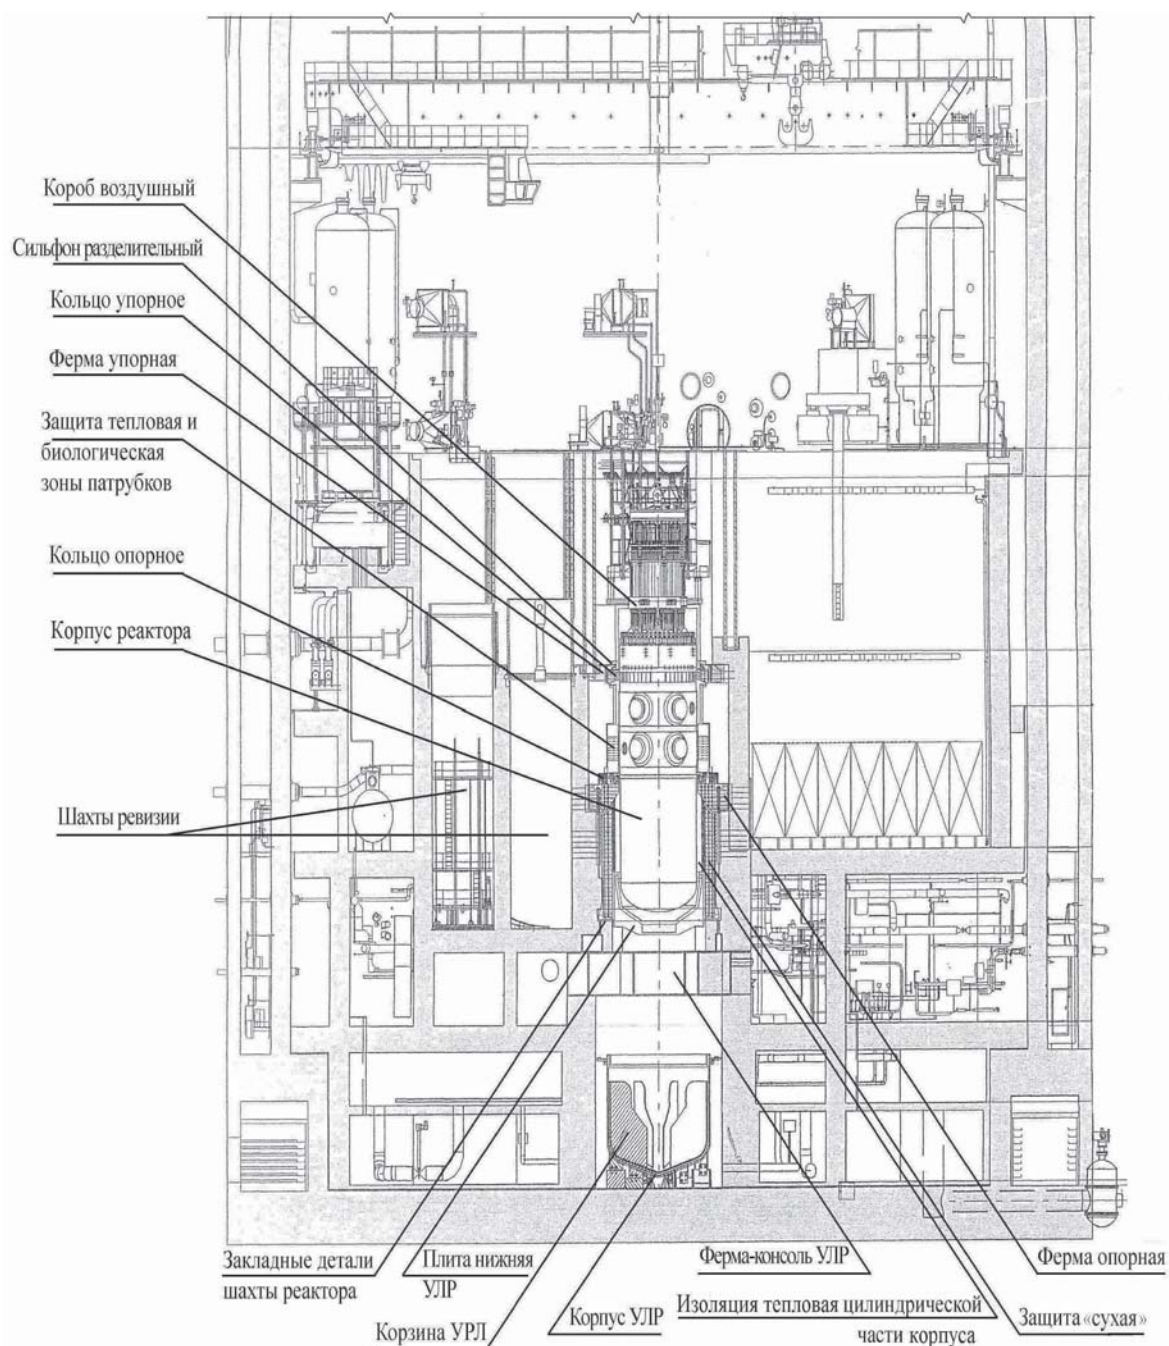 Короб воздушный
Сильфон разделительный
Кольцо упорное
Ферма упорная
Защита тепловая и
биологическая
зоны патрубков
Кольцо опорное
Корпус реактора
Шахты ревизии
Закладные детали
шахты реактора
Плита нижняя
УЛР
Корзина УРЛ
Корпус УЛР
Ферма-консоль УЛР
Изоляция тепловая цилиндрической
части корпуса
Ферма опорная
Защита «сухая»